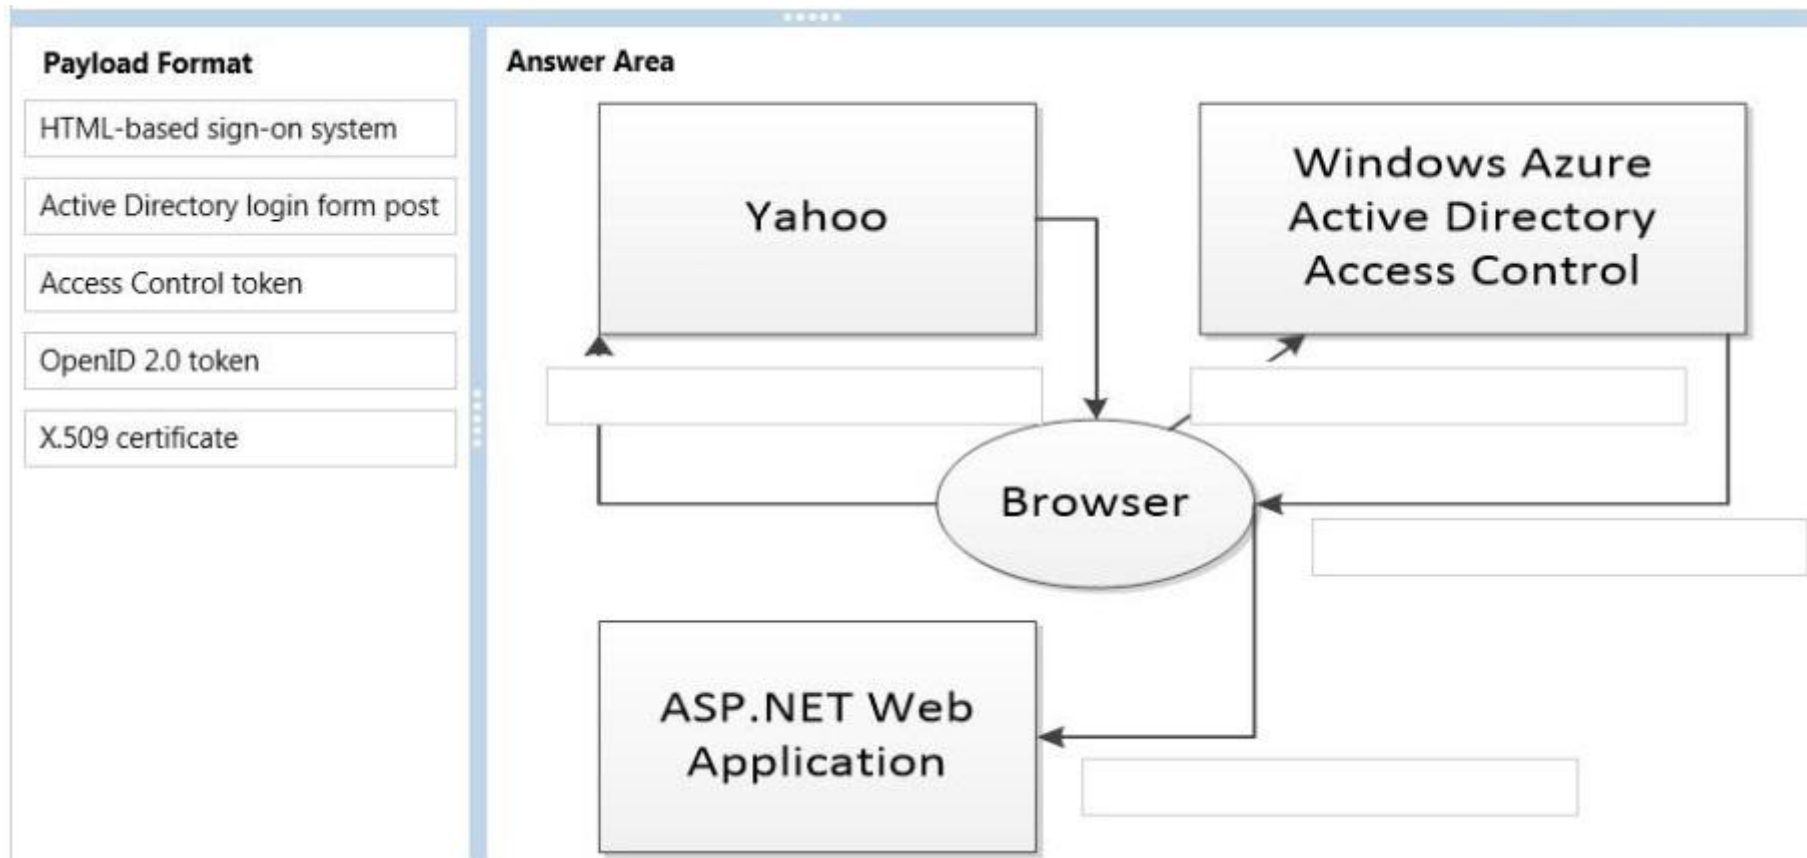 Payload Format
HTML-based sign-on system
Active Directory login form post
Access Control token
OpenID 2.0 token
X.509 certificate
Answer Area
Yahoo
Windows Azure
Active Directory
Access Control
Browser
ASP.NET Web
Application